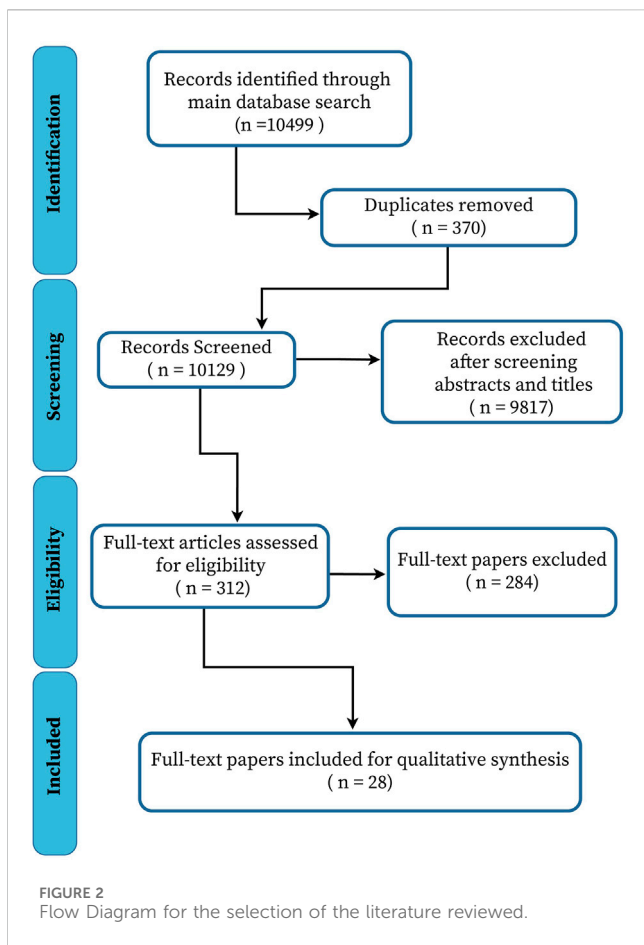 Identification
Records identified through
main database search
(n =10499 )
Duplicates removed
( n = 370)
Screening
Records Screened
( n = 10129 )
Records excluded
after screening
abstracts and titles
( n = 9817)
Eligibility
Full-text articles assessed
for eligibility
( n = 312)
Full-text papers excluded
( n = 284)
Included
Full-text papers included for qualitative synthesis
( n = 28)
FIGURE 2
Flow Diagram for the selection of the literature reviewed.